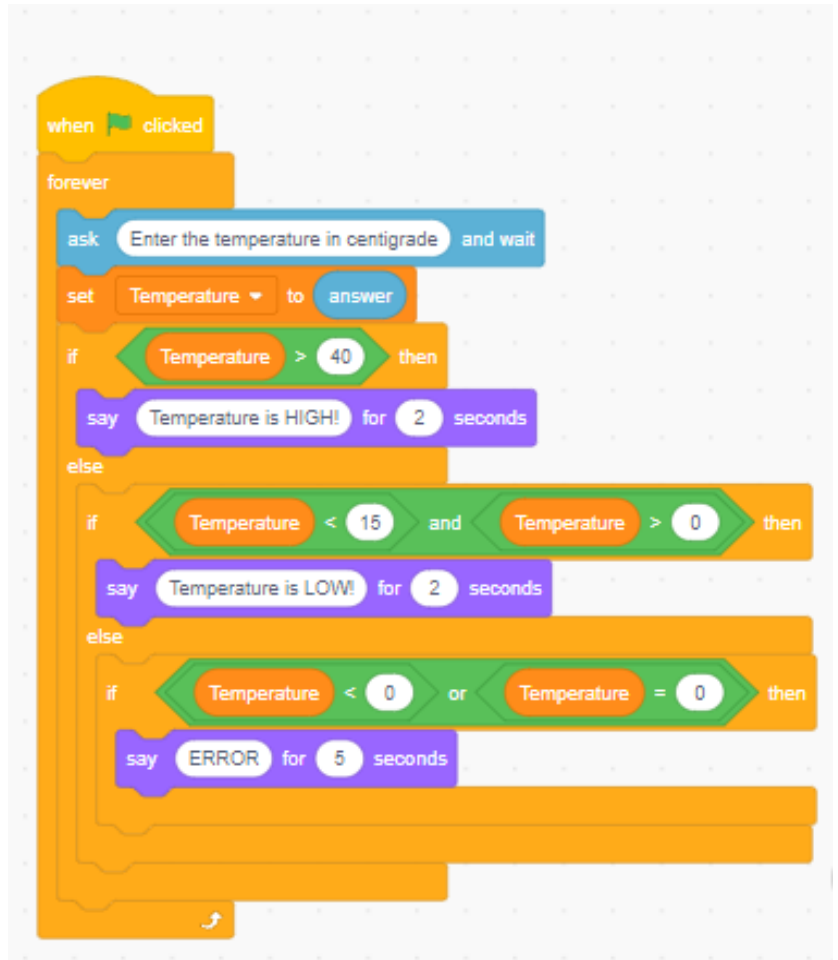 when clicked
forever
ask Enter the temperature in centigrade and wait
set Temperature to answer
if Temperature > 40 then
say Temperature is HIGH! for 2 seconds
else
if Temperature < 15 and Temperature > 0 then
say Temperature is LOW! for 2 seconds
else
if Temperature < 0 or Temperature = 0 then
say ERROR for 5 seconds